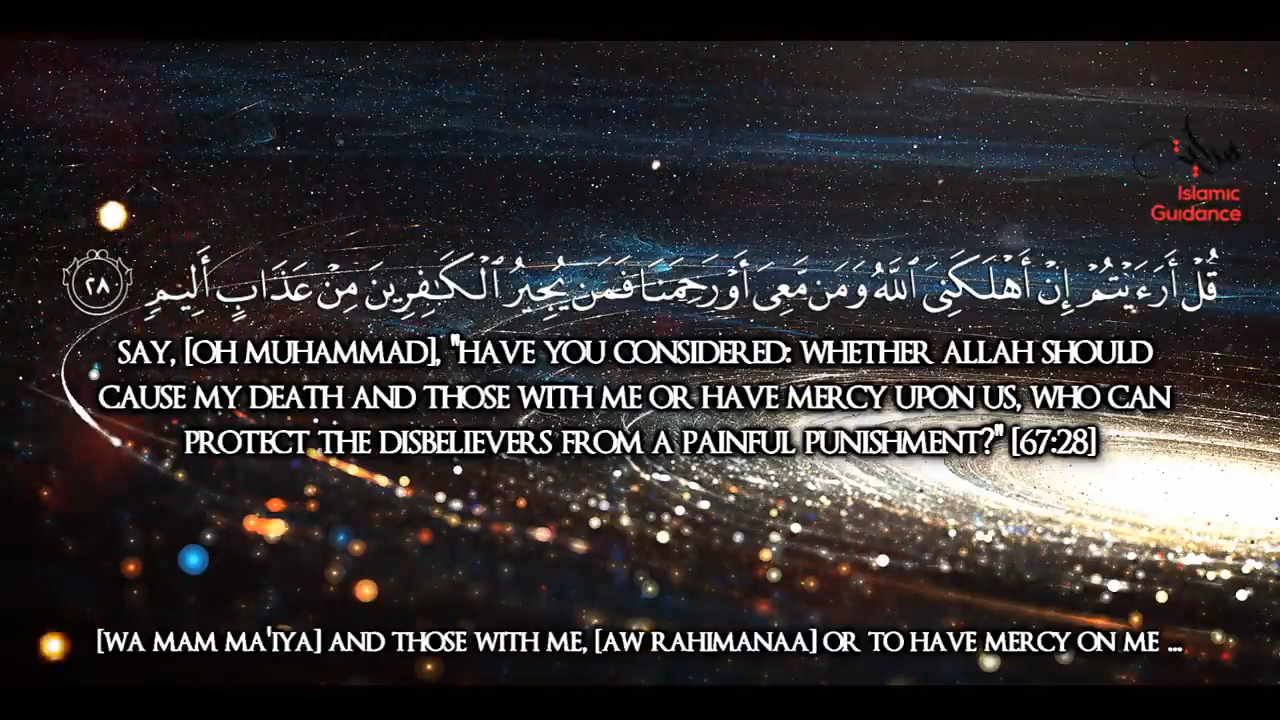 Islamic
Guidance
قُلْ أَرَءَيْتُمْ إِنْ أَهْلَكَنِىَ ٱللَّهُ وَمَن مَّعِىَ أَوْ رَحِمَنَا فَمَن يُجِيرُ ٱلْكَـٰفِرِينَ مِنْ عَذَابٍ أَلِيمٍ ٢٨
SAY, [OH MUHAMMAD], "HAVE YOU CONSIDERED: WHETHER ALLAH SHOULD
CAUSE MY DEATH AND THOSE WITH ME OR HAVE MERCY UPON US, WHO CAN
PROTECT THE DISBELIEVERS FROM A PAINFUL PUNISHMENT?" [67:28]
[WA MAM MA'IYA] AND THOSE WITH ME, [AW RAHIMANAA] OR TO HAVE MERCY ON ME ...